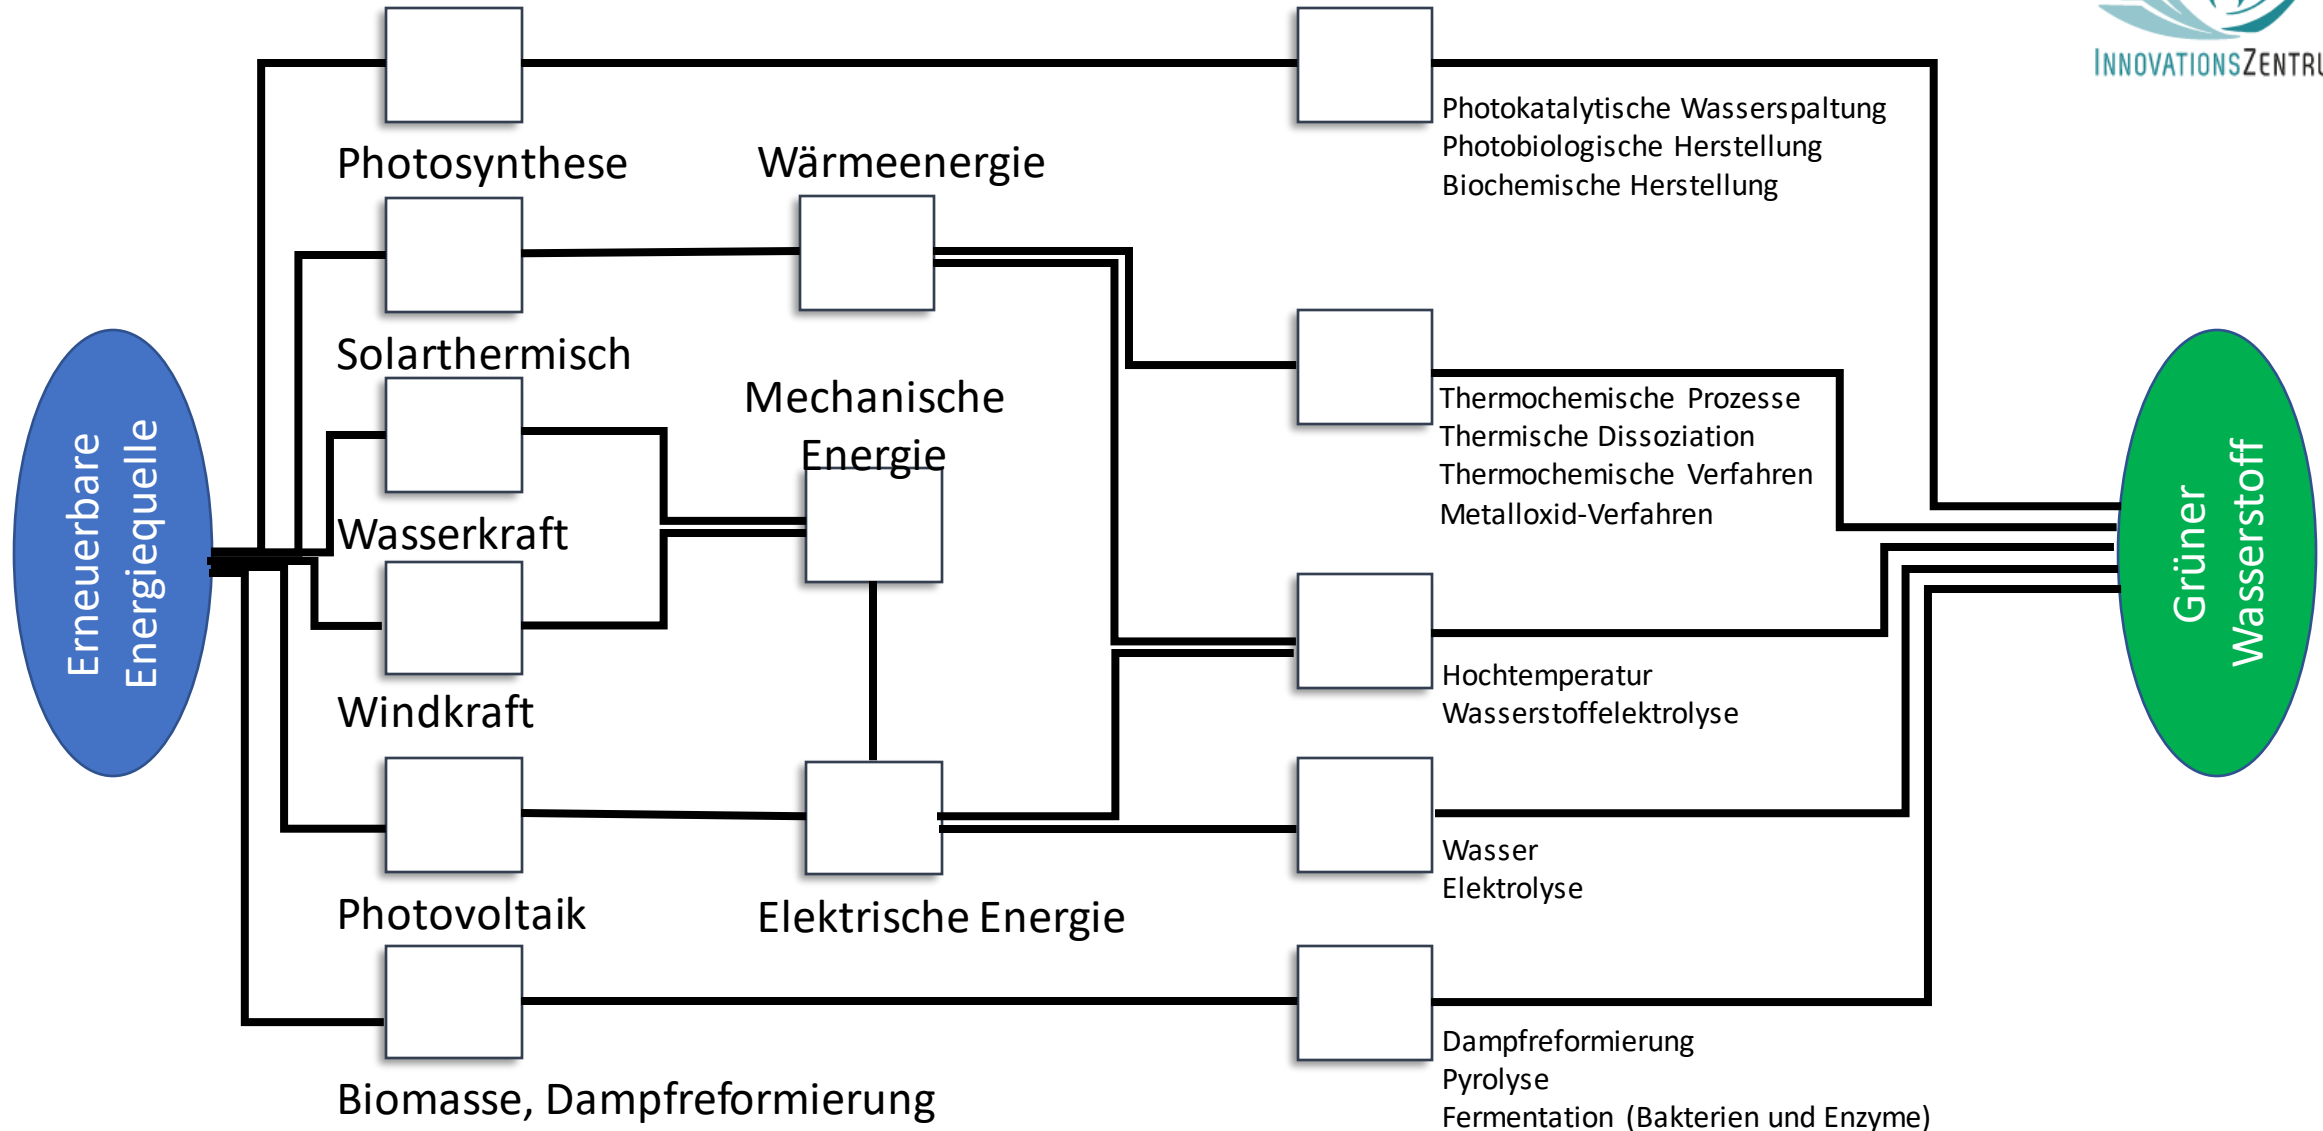 INNOVATIONSZENTRU
Photokatalytische Wasserspaltung
Photobiologische Herstellung
Biochemische Herstellung
Photosynthese
Wärmeenergie
Solarthermisch
Mechanische
Energie
Thermochemische Prozesse
Thermische Dissoziation
Thermochemische Verfahren
Metalloxid-Verfahren
Erneuerbare
Energiequelle
Grüner
Wasserstoff
Wasserkraft
Windkraft
Hochtemperatur
Wasserstoffelektrolyse
Wasser
Elektrolyse
Photovoltaik
Elektrische Energie
Dampfreformierung
Pyrolyse
Fermentation (Bakterien und Enzyme)
Biomasse, Dampfreformierung